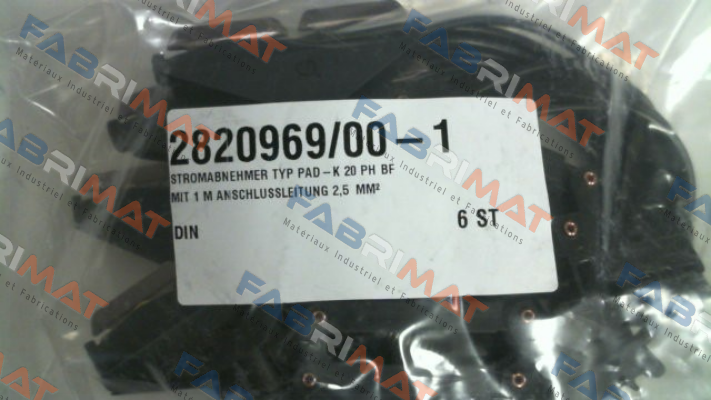 2820969/00-1
STROMABNEHMER TYP PAD-K 20 PH BF
MIT 1 M ANSCHLUSSLEITUNG 2,5 MM²
DIN
6 ST
FABRIMAT
Materiaux Industriel et Fabrications